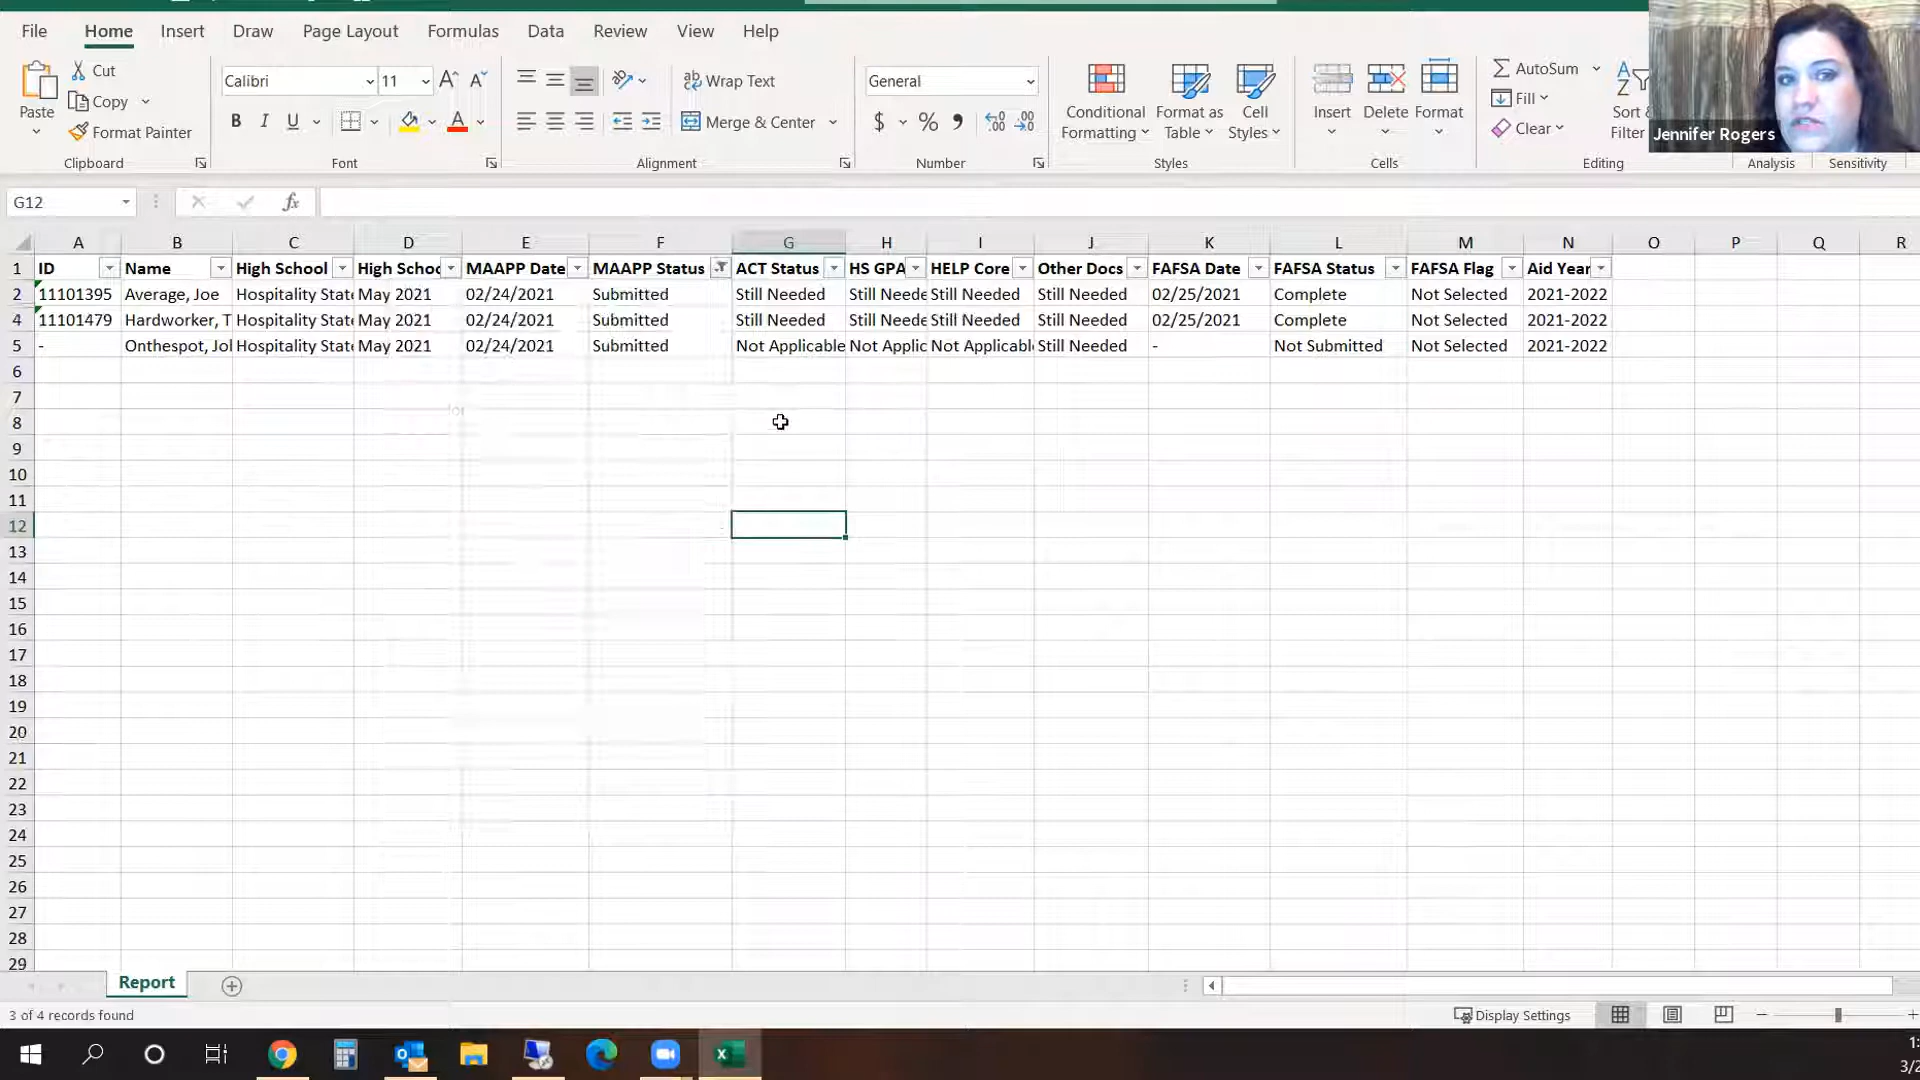 File Home Insert Draw Page Layout Formulas Data Review View Help
Cut
Copy
Format Painter
Paste
Clipboard
Calibri 11
B I U
Font
Wrap Text
Merge & Center
Alignment
General
$ % ,
Number
Conditional Formatting
Format as Table
Cell Styles
Styles
Insert Delete Format
Cells
AutoSum
Fill
Clear
Sort & Filter
Editing
Jennifer Rogers
Analysis Sensitivity
G12 fx
A B C D E F G H I J K L M N O P Q R
1 ID Name High School High Schoo MAAPP Date MAAPP Status ACT Status HS GPA HELP Core Other Docs FAFSA Date FAFSA Status FAFSA Flag Aid Year
2 11101395 Average, Joe Hospitality State May 2021 02/24/2021 Submitted Still Needed Still Neede Still Needed Still Needed 02/25/2021 Complete Not Selected 2021-2022
4 11101479 Hardworker, T Hospitality State May 2021 02/24/2021 Submitted Still Needed Still Neede Still Needed Still Needed 02/25/2021 Complete Not Selected 2021-2022
5 - Onthespot, Jol Hospitality State May 2021 02/24/2021 Submitted Not Applicable Not Applic Not Applicabl Still Needed - Not Submitted Not Selected 2021-2022
6
7
8
9
10
11
12
13
14
15
16
17
18
19
20
21
22
23
24
25
26
27
28
29
Report
3 of 4 records found
Display Settings